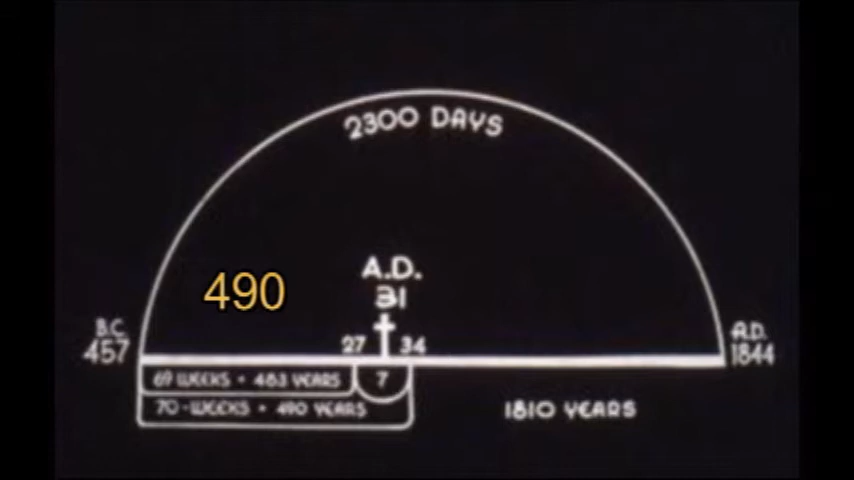 2300 DAYS
490
A.D.
31
B.C.
457
27
34
A.D.
1844
69 WEEKS = 483 YEARS
7
70-WEEKS = 490 YEARS
1810 YEARS